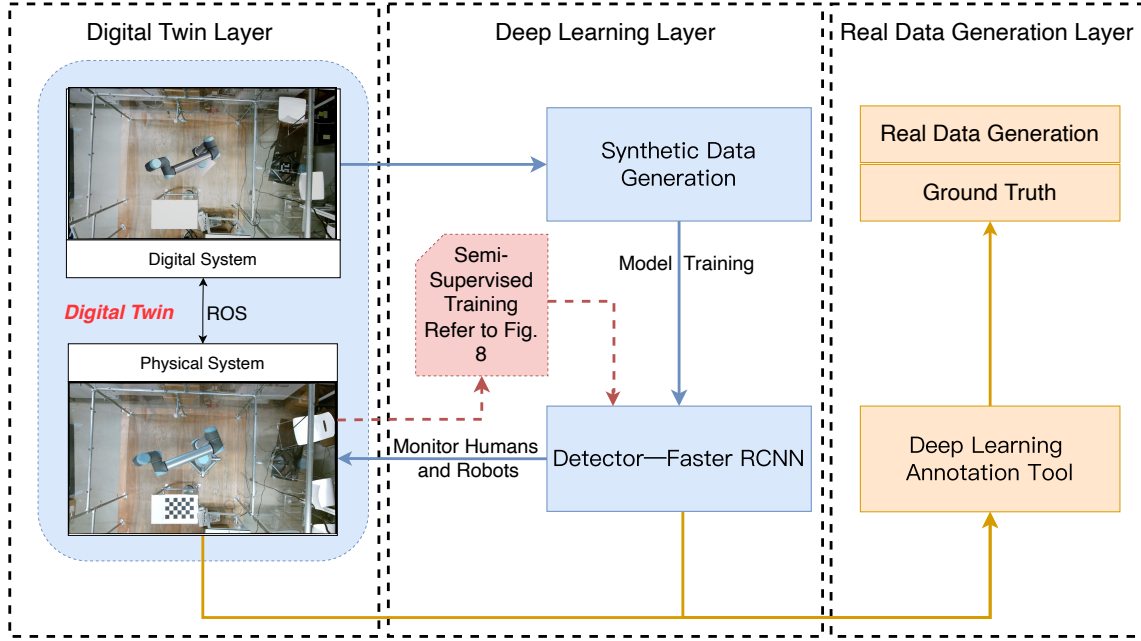 Digital Twin Layer
Deep Learning Layer
Real Data Generation Layer
Digital System
Digital Twin
ROS
Physical System
Synthetic Data
Generation
Model Training
Semi-
Supervised
Training
Refer to Fig.
8
Monitor Humans
and Robots
Detector—Faster RCNN
Real Data Generation
Ground Truth
Deep Learning
Annotation Tool